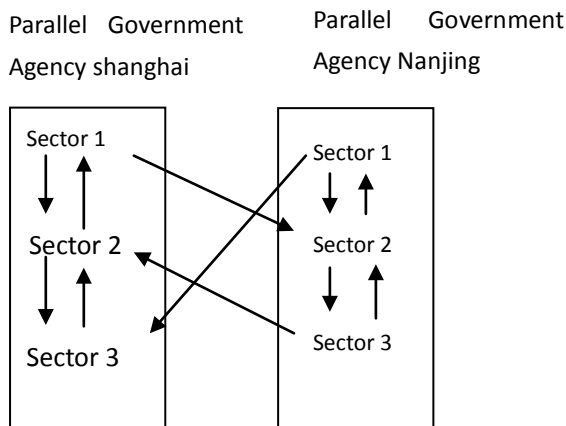 Parallel Government
Agency shanghai
Sector 1
Sector 2
Sector 3
Parallel Government
Agency Nanjing
Sector 1
Sector 2
Sector 3